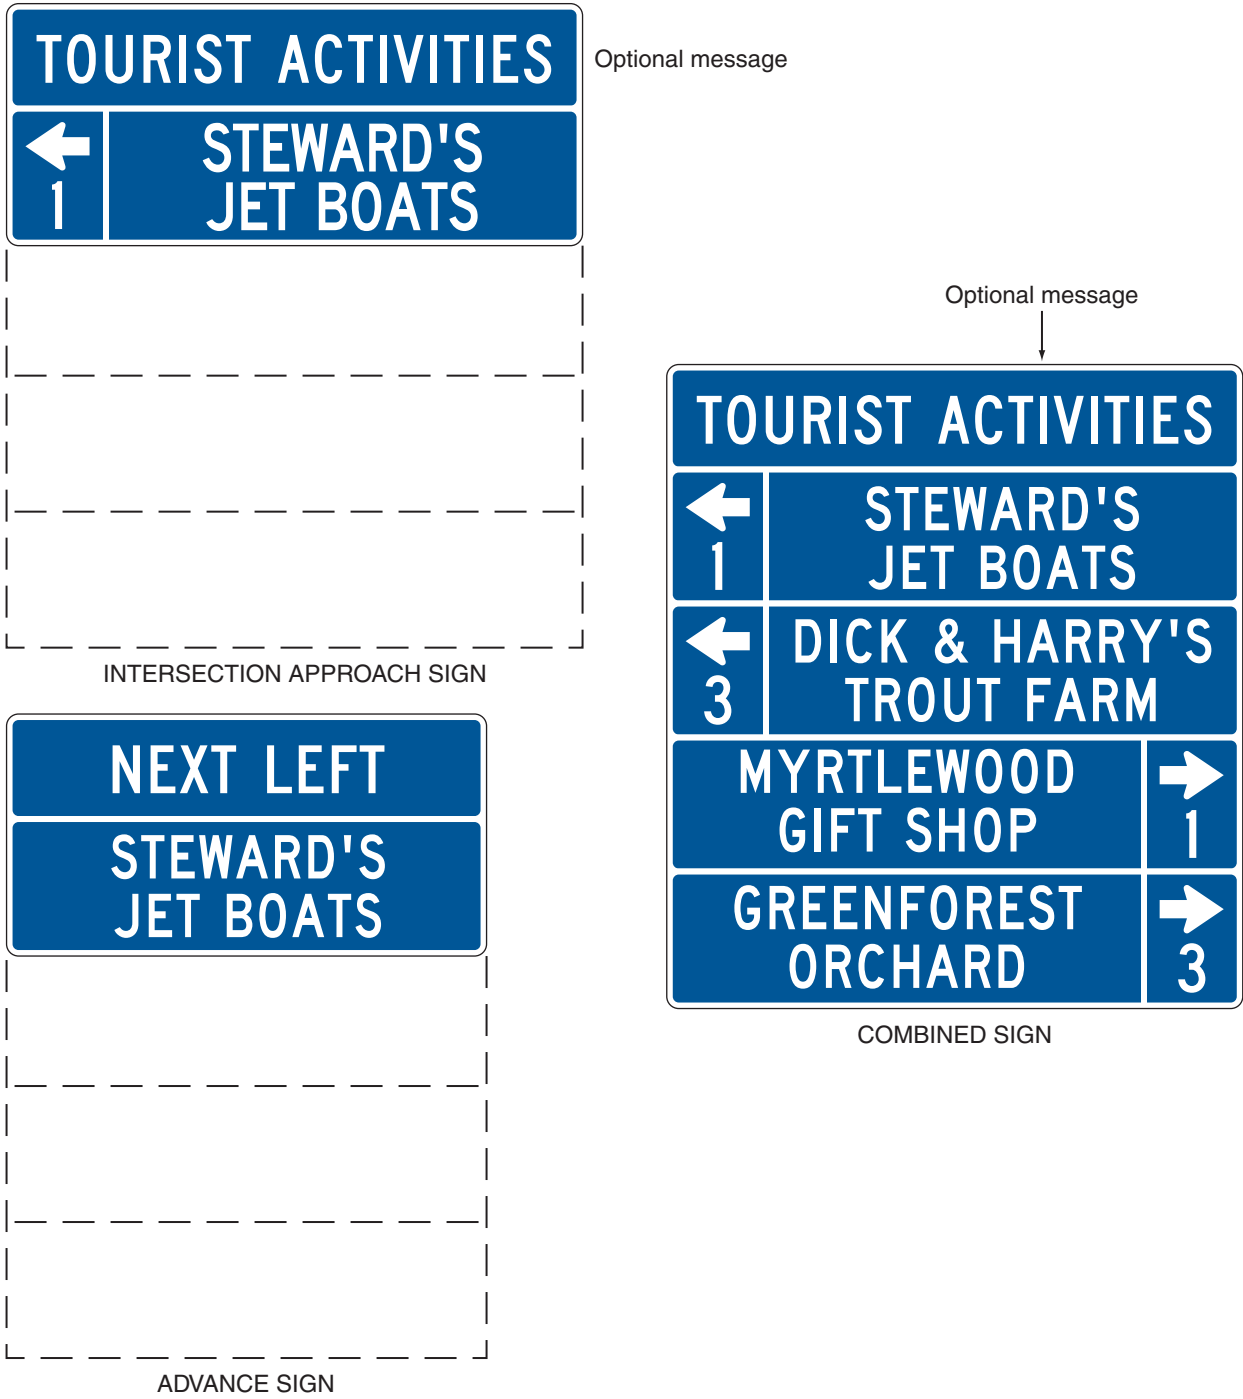 TOURIST ACTIVITIES
Optional message
STEWARD'S
JET BOATS
1
INTERSECTION APPROACH SIGN
NEXT LEFT
STEWARD'S
JET BOATS
ADVANCE SIGN
Optional message
TOURIST ACTIVITIES
STEWARD'S
1 JET BOATS
DICK & HARRY'S
3 TROUT FARM
MYRTLEWOOD
GIFT SHOP 1
GREENFOREST
ORCHARD 3
COMBINED SIGN